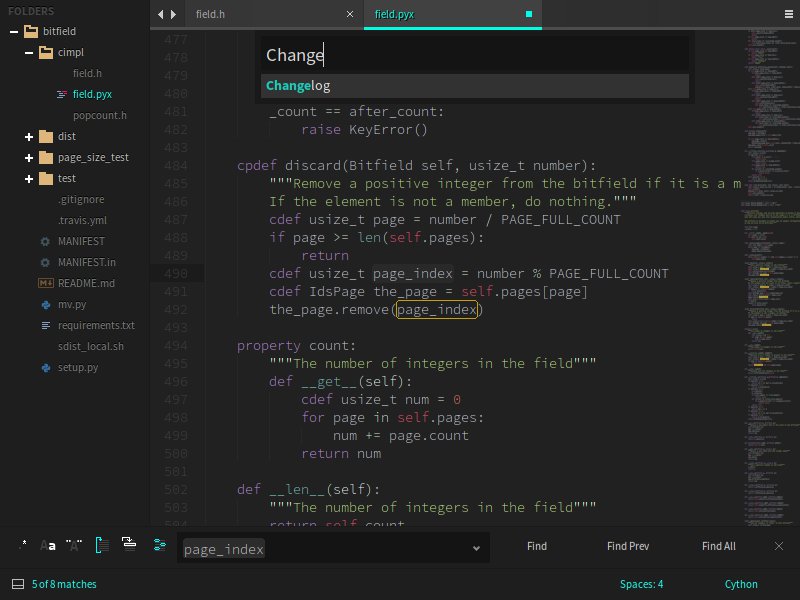 FOLDERS
bitfield
cimpl
field.h
field.pyx
popcount.h
dist
page_size_test
test
.gitignore
.travis.yml
MANIFEST
MANIFEST.in
README.md
mv.py
requirements.txt
sdist_local.sh
setup.py
field.h
field.pyx
Change
Changelog
477
478
479
480
481 _count == after_count:
482 raise KeyError()
483
484 cpdef discard(Bitfield self, usize_t number):
485 """Remove a positive integer from the bitfield if it is a m
486 If the element is not a member, do nothing."""
487 cdef usize_t page = number / PAGE_FULL_COUNT
488 if page >= len(self.pages):
489 return
490 cdef usize_t page_index = number % PAGE_FULL_COUNT
491 cdef IdsPage the_page = self.pages[page]
492 the_page.remove(page_index)
493
494 property count:
495 """The number of integers in the field"""
496 def __get__(self):
497 cdef usize_t num = 0
498 for page in self.pages:
499 num += page.count
500 return num
501
502 def __len__(self):
503 """The number of integers in the field"""
504 return self.count
.* Aa "A"
page_index
Find
Find Prev
Find All
5 of 8 matches
Spaces: 4
Cython